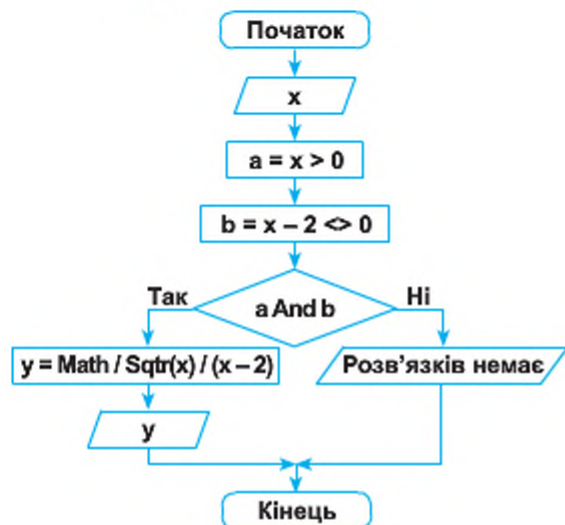 Початок
x
a = x > 0
b = x – 2 <> 0
Так
a And b
Ні
y = Math / Sqtr(x) / (x – 2)
Розв’язків немає
y
Кінець